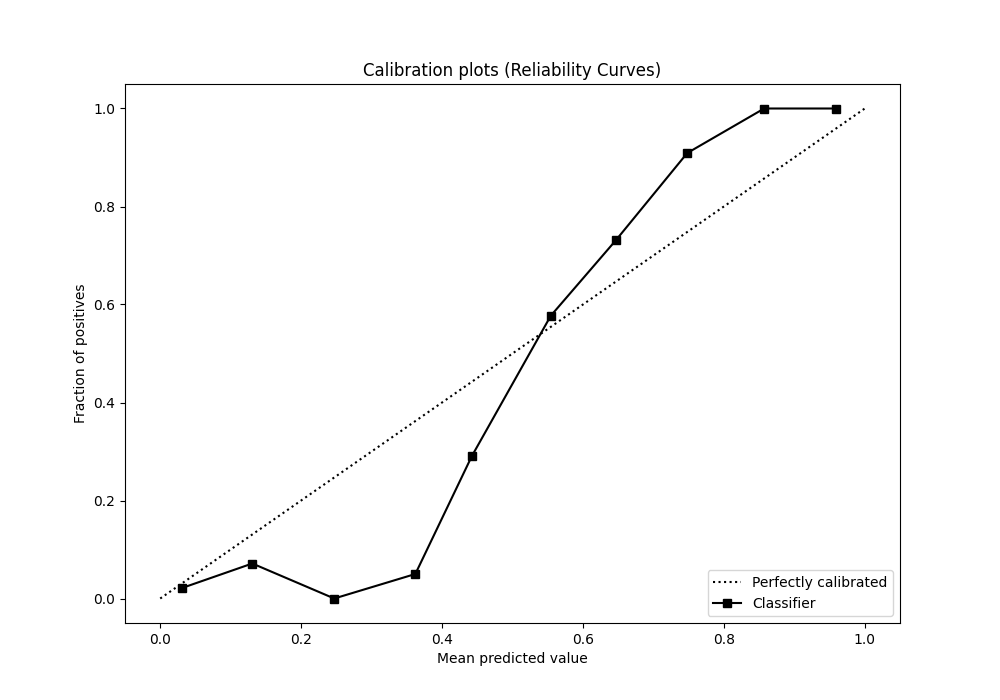 Calibration plots (Reliability Curves)
1.0
0.8
0.6
0.4
0.2
0.0
Fraction of positives
Perfectly calibrated
Classifier
0.0 0.2 0.4 0.6 0.8 1.0
Mean predicted value